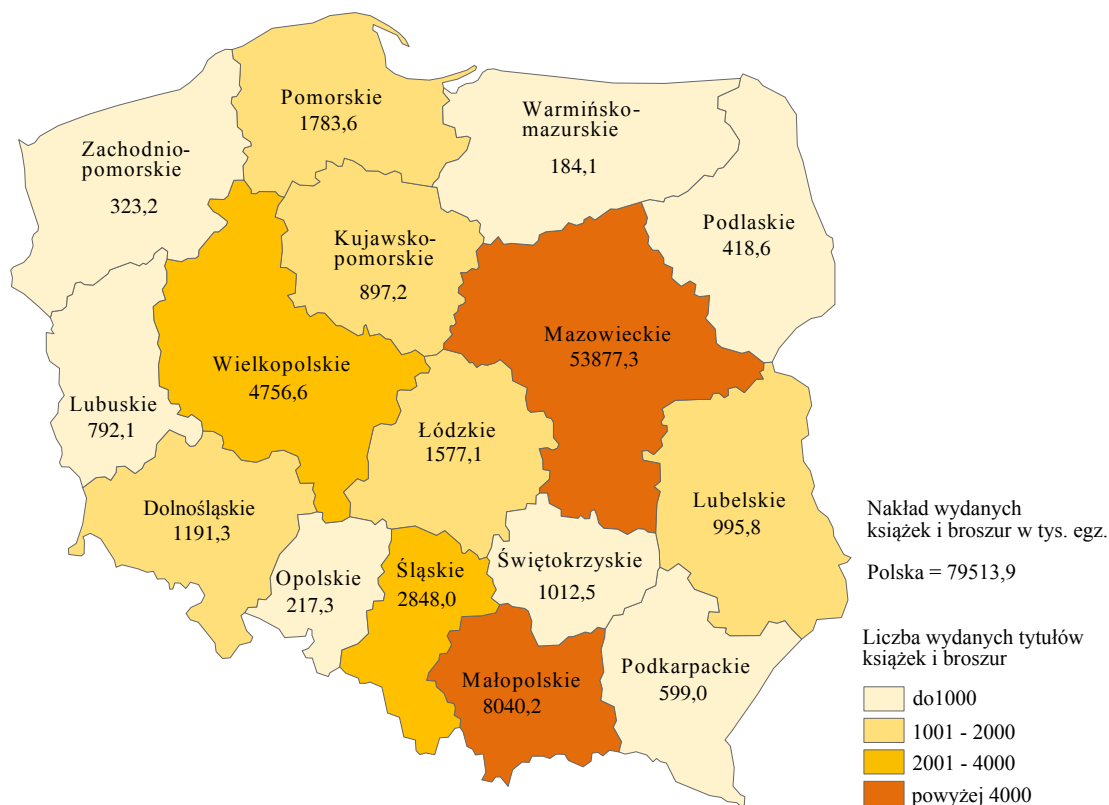 Pomorskie
1783,6
Warmińsko-
mazurskie
184,1
Zachodnio-
pomorskie
323,2
Podlaskie
418,6
Kujawsko-
pomorskie
897,2
Mazowieckie
53877,3
Wielkopolskie
4756,6
Lubuskie
792,1
Łódzkie
1577,1
Dolnośląskie
1191,3
Lubelskie
995,8
Opolskie
217,3
Śląskie
2848,0
Świętokrzyskie
1012,5
Małopolskie
8040,2
Podkarpackie
599,0
Nakład wydanych
książek i broszur w tys. egz.
Polska = 79513,9
Liczba wydanych tytułów
książek i broszur
do1000
1001 - 2000
2001 - 4000
powyżej 4000